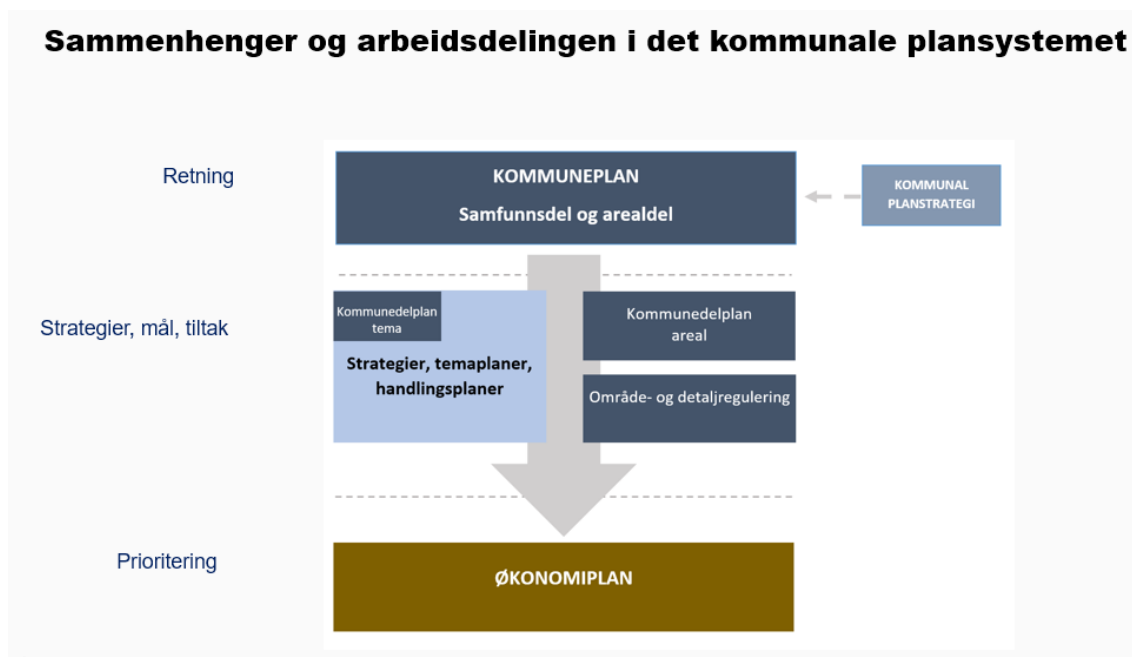 Sammenhenger og arbeidsdelingen i det kommunale plansystemet
Retning
KOMMUNEPLAN
Samfunnsdel og arealdel
KOMMUNAL
PLANSTRATEGI
Strategier, mål, tiltak
Kommunedelplan
tema
Strategier, temaplaner,
handlingsplaner
Kommunedelplan
areal
Område- og detaljregulering
Prioritering
ØKONOMIPLAN